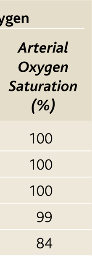 ygen
Arterial
Oxygen
Saturation
(%)
100
100
100
99
84